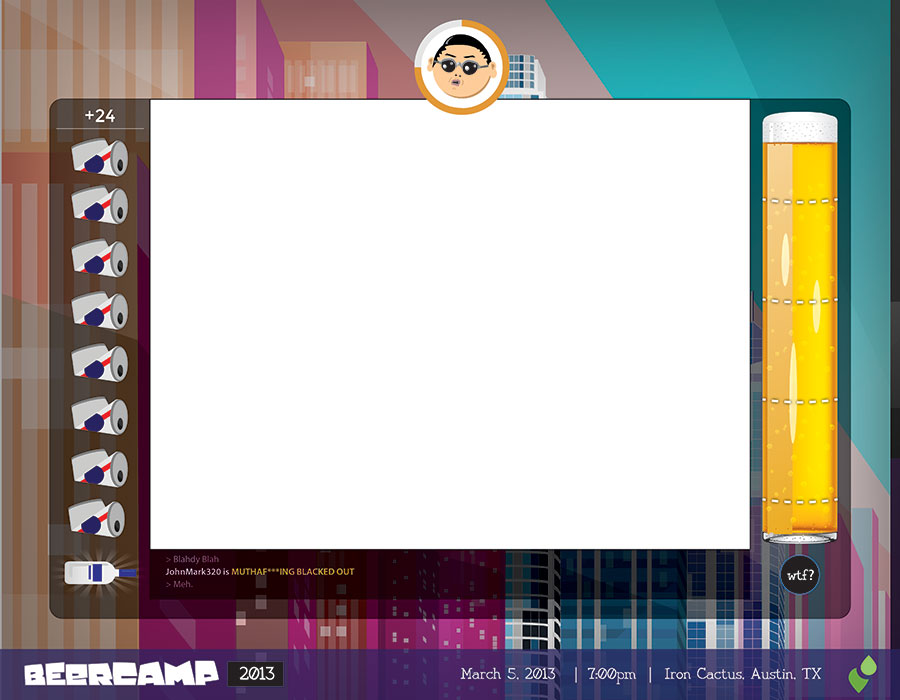 +24
> Blahdy Blah
JohnMark320 is MUTHAF***ING BLACKED OUT
> Meh.
wtf?
BEERCAMP 2013 March 5, 2013 | 7:00pm | Iron Cactus, Austin, TX